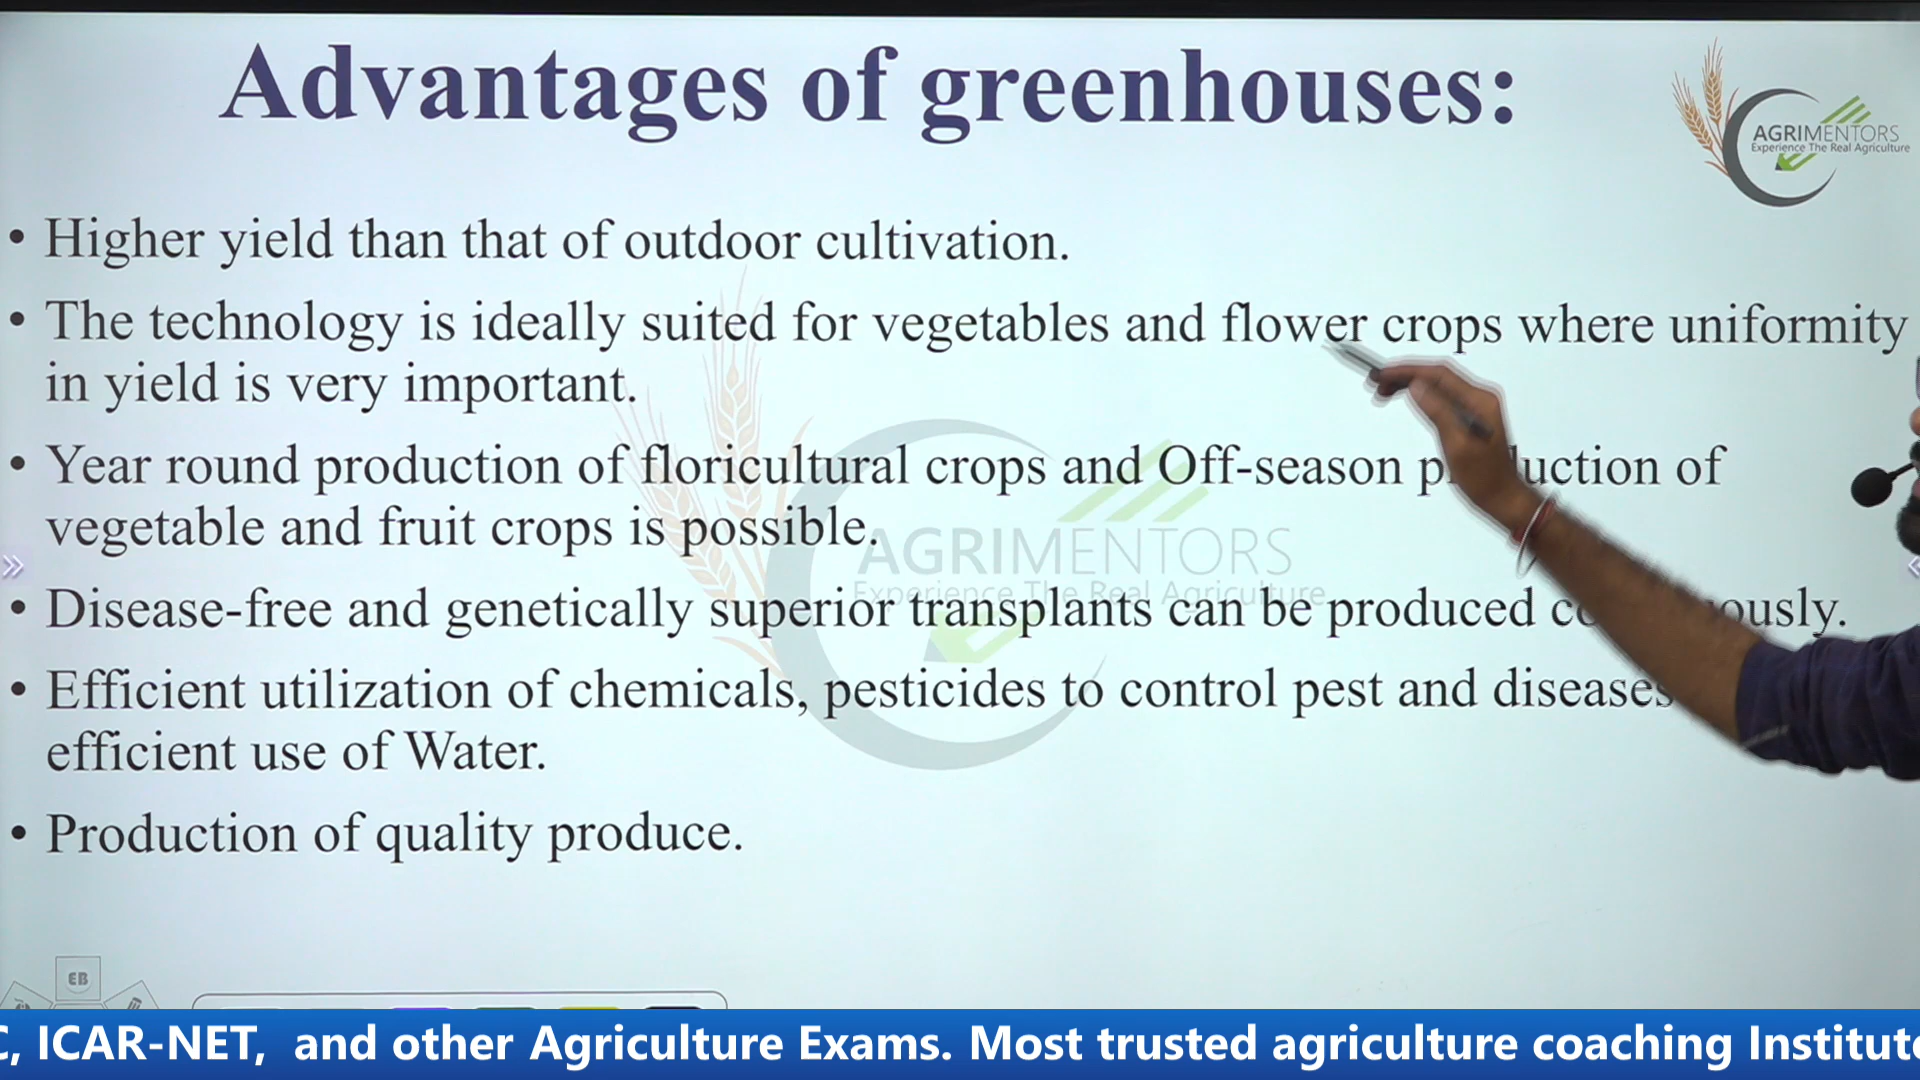 Advantages of greenhouses:
AGRIMENTORS
Experience The Real Agriculture
• Higher yield than that of outdoor cultivation.
• The technology is ideally suited for vegetables and flower crops where uniformity
in yield is very important.
• Year round production of floricultural crops and Off-season of
vegetable and fruit crops is possible.
AGRIMENTORS
Experience The Real Agriculture
• Disease-free and genetically superior transplants can be produced
• Efficient utilization of chemicals, pesticides to control pest and diseases
efficient use of Water.
• Production of quality produce.
EB
C, ICAR-NET, and other Agriculture Exams. Most trusted agriculture coaching Institute